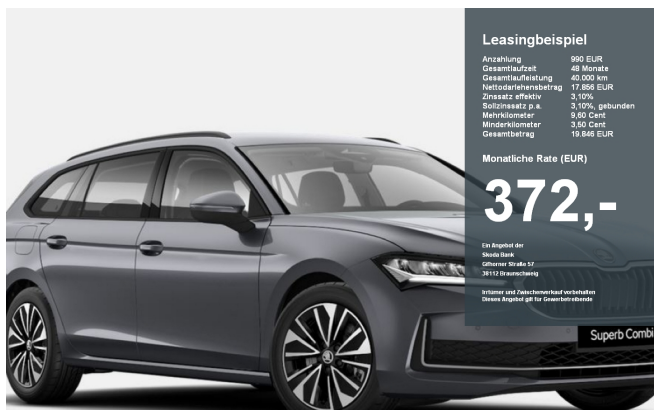 Leasingbeispiel
Anzahlung 990 EUR
Gesamtlaufzeit 48 Monate
Gesamtlaufleistung 40.000 km
Nettodarlehensbetrag 17.856 EUR
Zinssatz effektiv 3,10%
Sollzinssatz p.a. 3,10%, gebunden
Mehrkilometer 9,60 Cent
Minderkilometer 3,50 Cent
Gesamtbetrag 19.846 EUR
Monatliche Rate (EUR)
372,-
Ein Angebot der
Skoda Bank
Gifhorner Straße 57
38112 Braunschweig
Irrtümer und Zwischenverkauf vorbehalten
Dieses Angebot gilt für Gewerbetreibende
Superb Combi